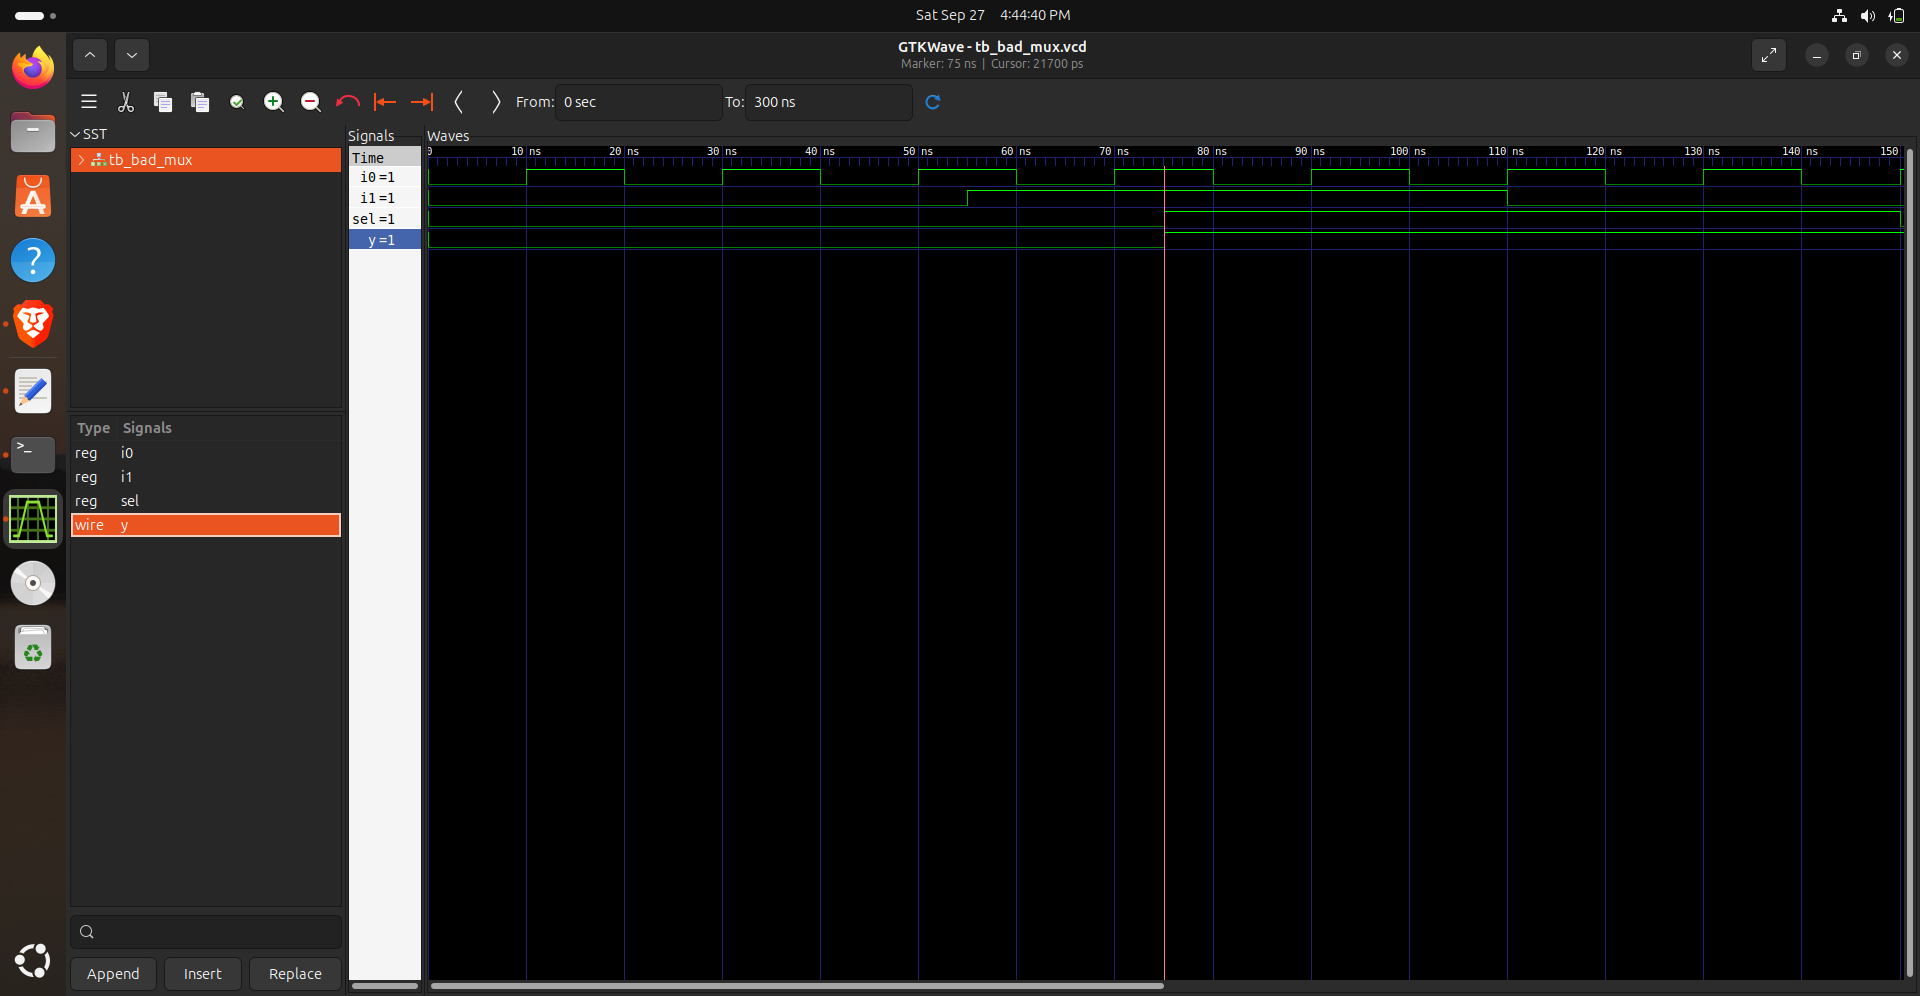 Sat Sep 27 4:44:40 PM
GTKWave - tb_bad_mux.vcd
Marker: 75 ns | Cursor: 21700 ps
From: 0 sec To: 300 ns
SST
tb_bad_mux
Type Signals
reg i0
reg i1
reg sel
wire y
Append Insert Replace
Signals
Time
i0 =1
i1 =1
sel =1
y =1
Waves
0 10 ns 20 ns 30 ns 40 ns 50 ns 60 ns 70 ns 80 ns 90 ns 100 ns 110 ns 120 ns 130 ns 140 ns 150